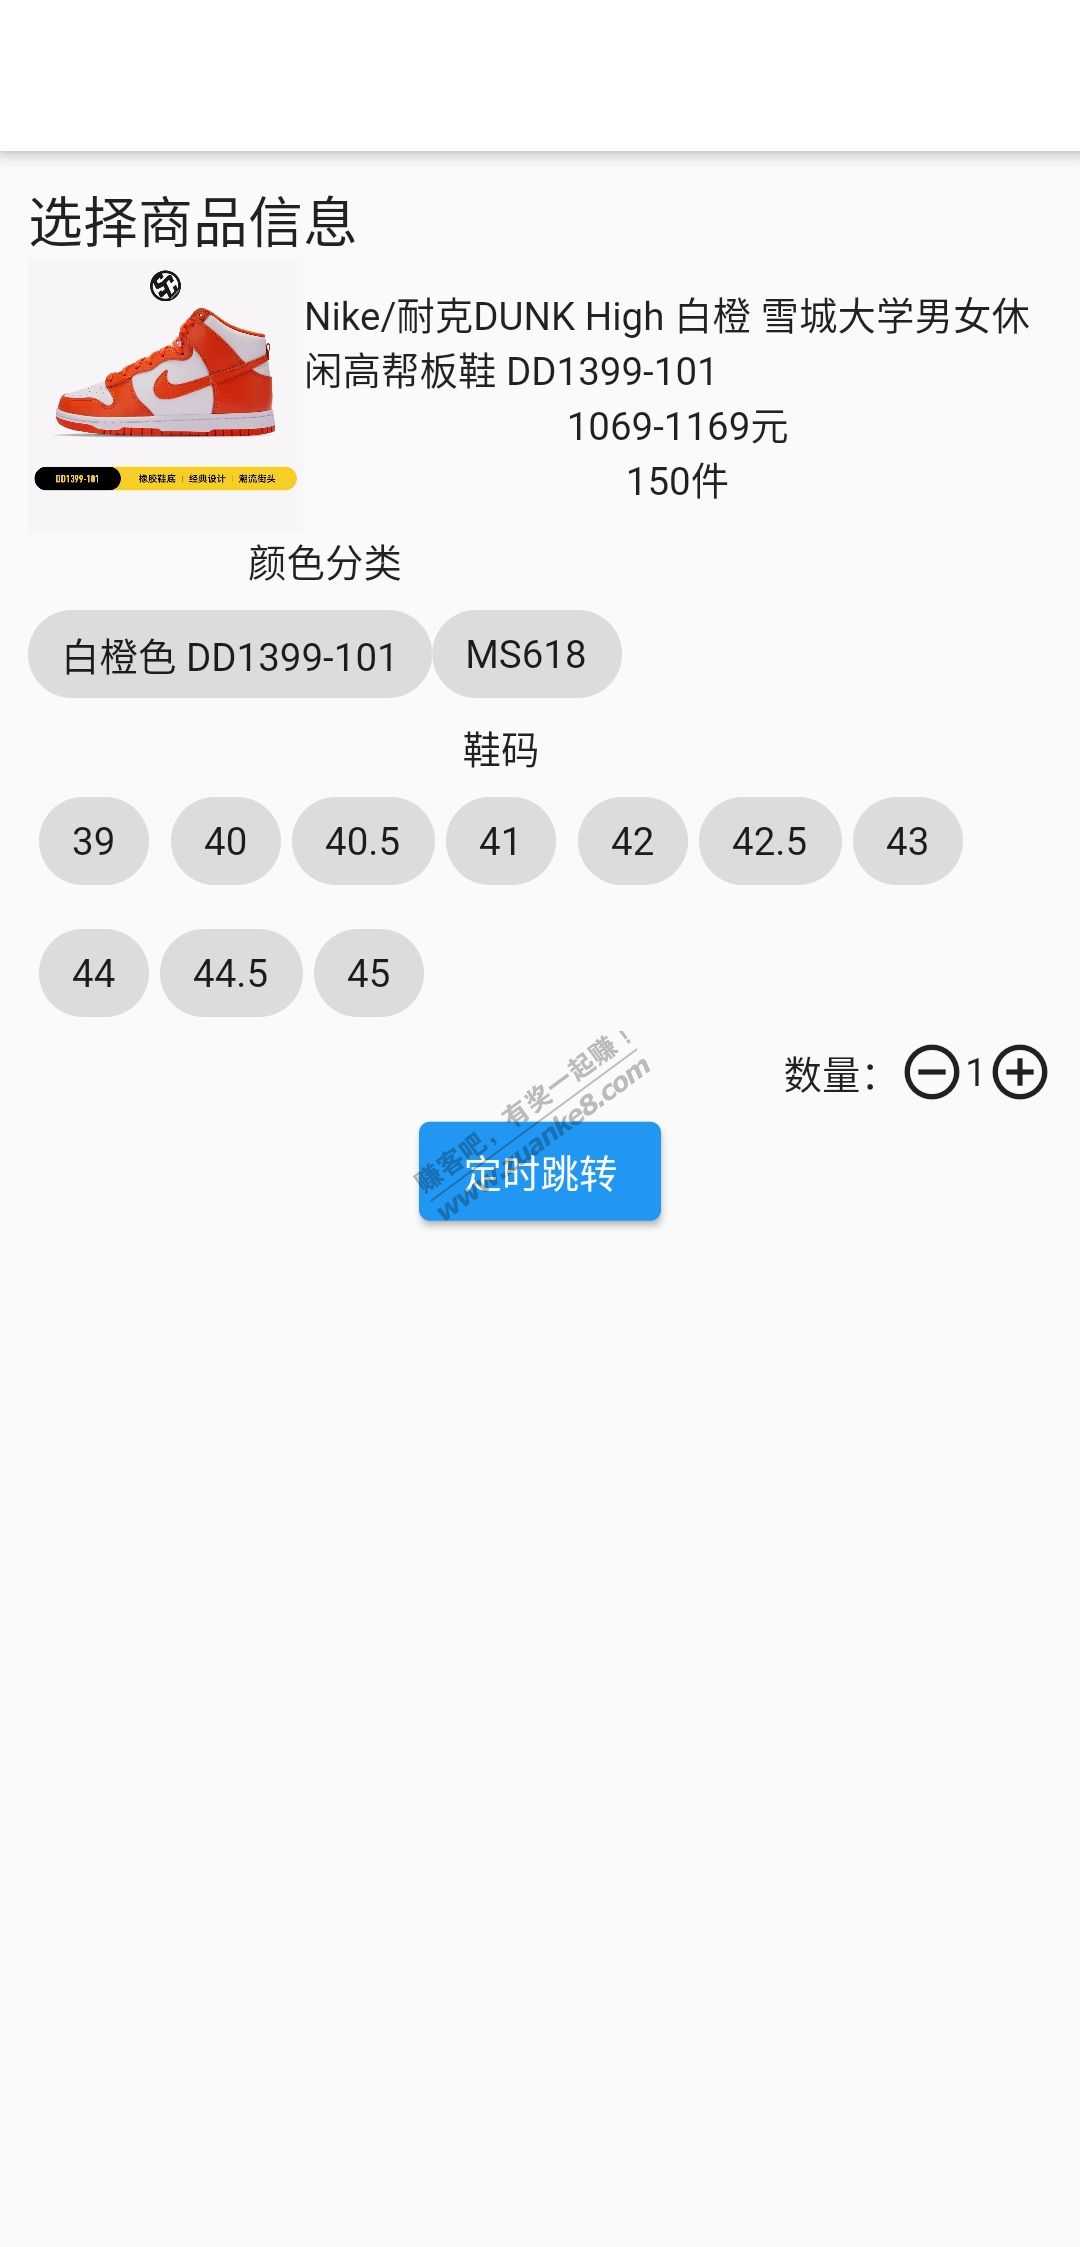 选择商品信息
Nike/耐克DUNK High 白橙 雪城大学男女休
闲高帮板鞋 DD1399-101
1069-1169元
150件
DD1399-101 橡胶鞋底 经典设计 潮流街头
颜色分类
白橙色 DD1399-101 MS618
鞋码
39 40 40.5 41 42 42.5 43
44 44.5 45
数量： 1
赚客吧，有奖一起赚！
www.zuanke8.com
定时跳转